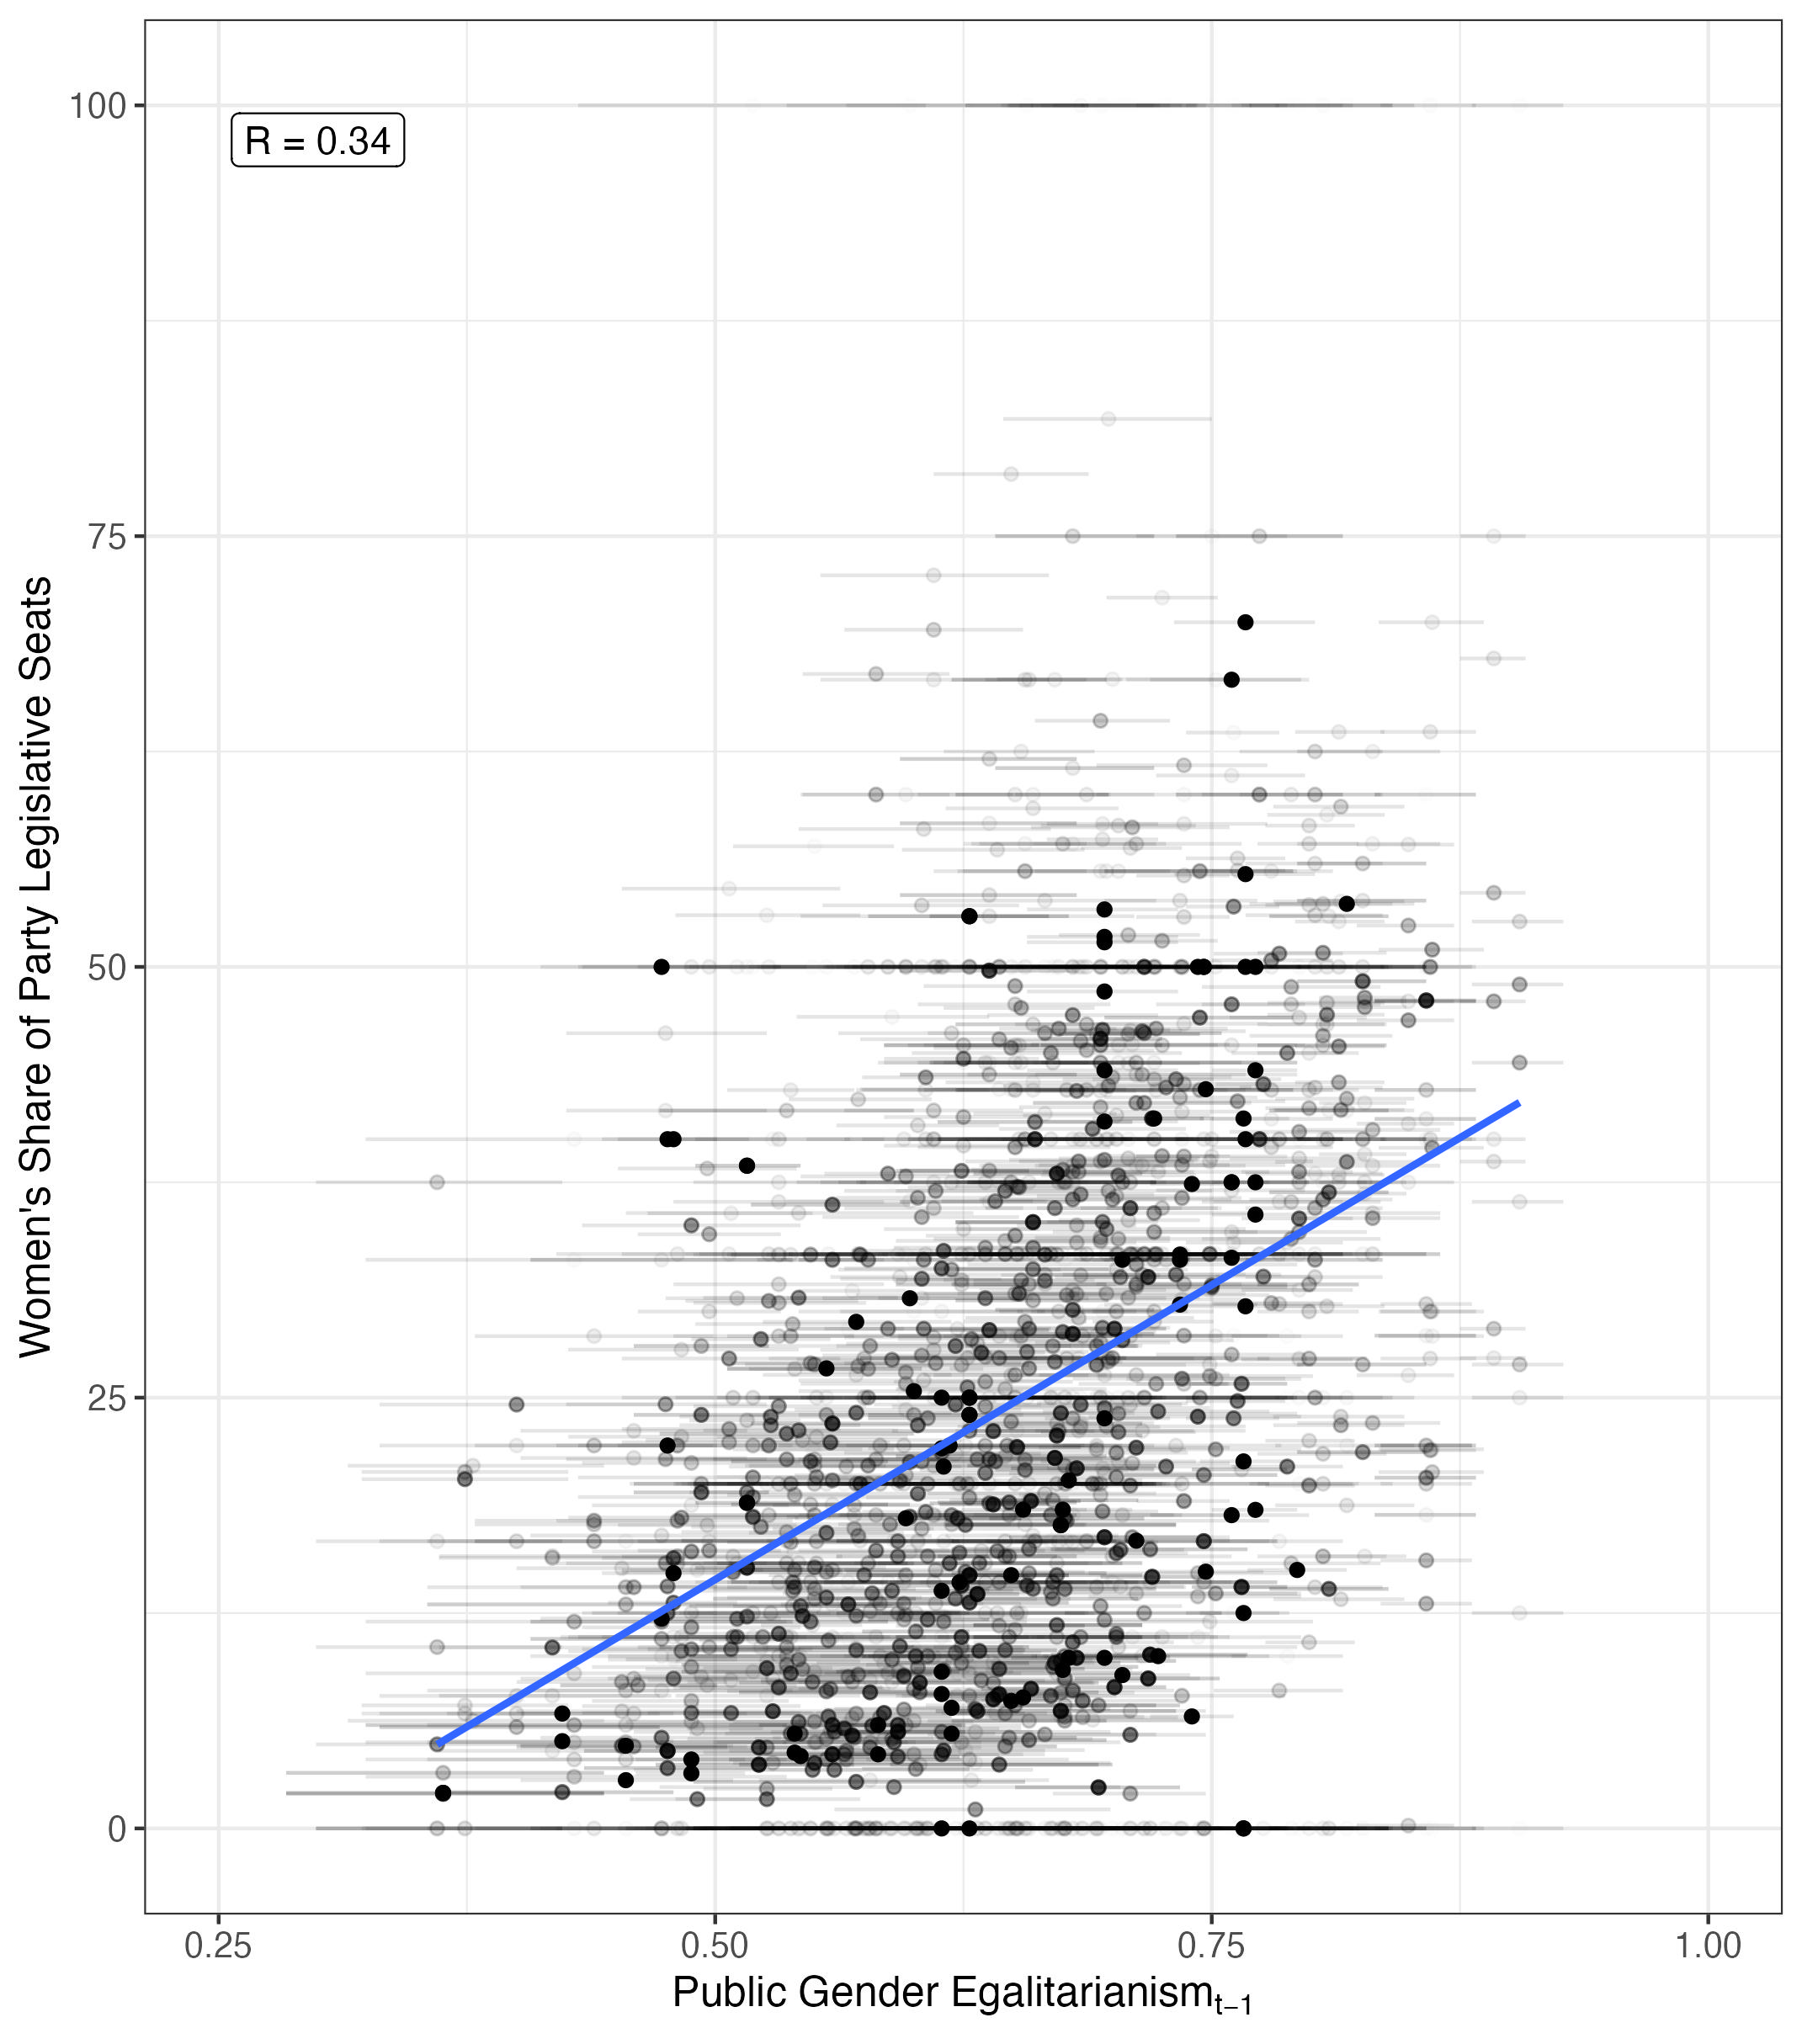 R = 0.34
100
75
50
25
0
Women's Share of Party Legislative Seats
0.25 0.50 0.75 1.00
Public Gender Egalitarianism t−1